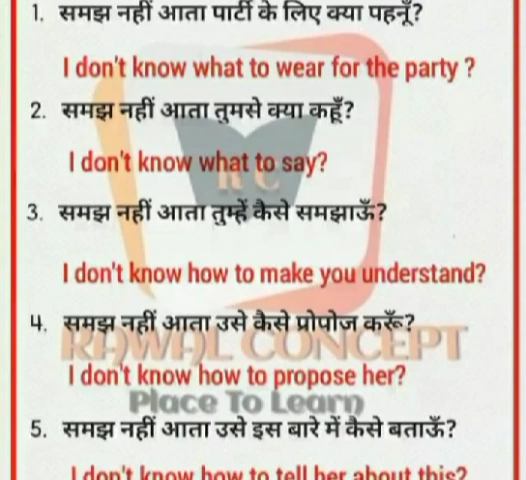 1. समझ नहीं आता पार्टी के लिए क्या पहनूँ?
I don't know what to wear for the party ?
2. समझ नहीं आता तुमसे क्या कहूँ?
I don't know what to say?
RC
3. समझ नहीं आता तुम्हें कैसे समझाऊँ?
I don't know how to make you understand?
4. समझ नहीं आता उसे कैसे प्रोपोज करूँ?
RAWAL CONCEPT
I don't know how to propose her?
Place To Learn
5. समझ नहीं आता उसे इस बारे में कैसे बताऊँ?
I don't know how to tell her about this?